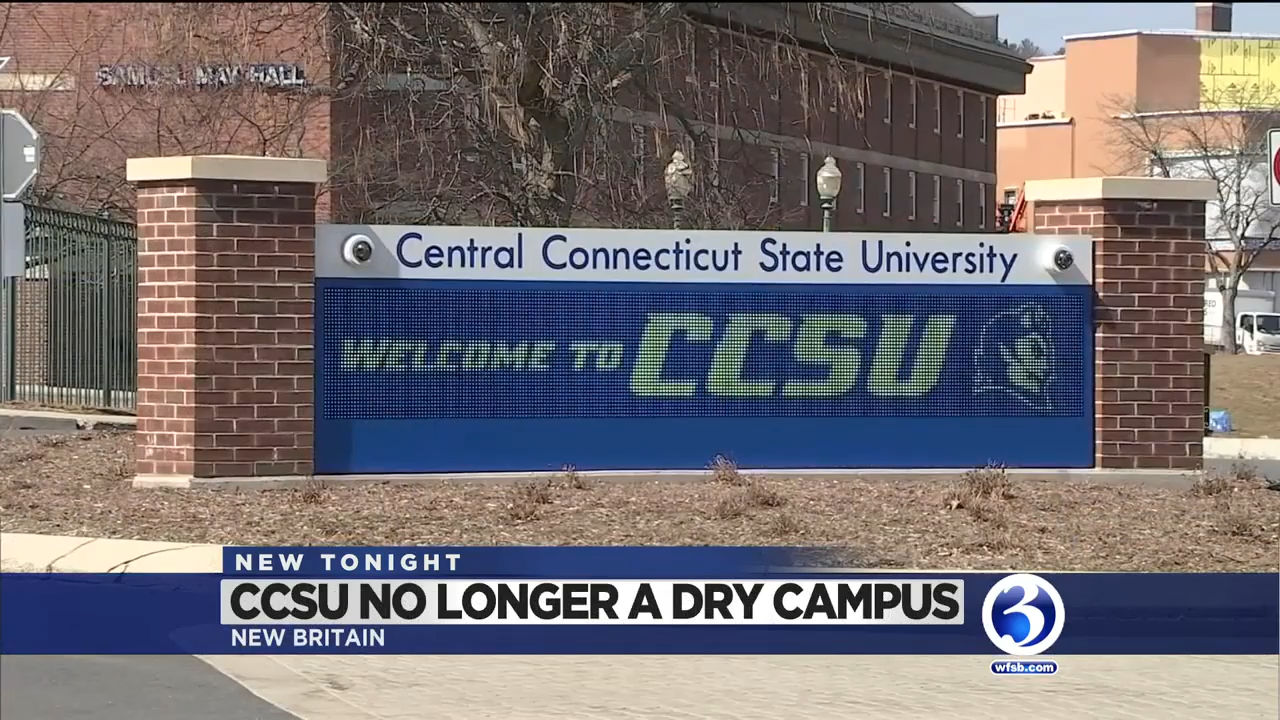 SAMUEL MAY HALL
Central Connecticut State University
WELCOME TO CCSU
NEW TONIGHT
CCSU NO LONGER A DRY CAMPUS
NEW BRITAIN
3
wfsb.com